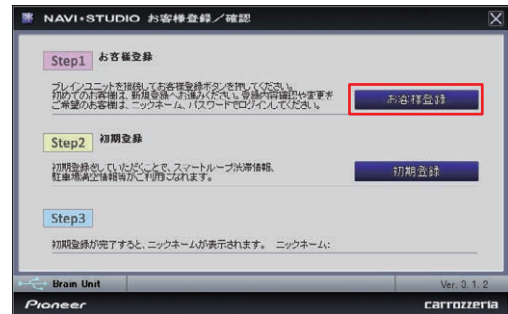 NAVI・STUDIO お客様登録／確認
Step1 お客様登録
ブレインユニットを接続してお客様登録ボタンを押してください。
初めてのお客様は、新規登録へお進みください。登録内容確認や変更を
ご希望のお客様は、ニックネーム、パスワードでログインしてください。
お客様登録
Step2 初期登録
初期登録をしていただくことで、スマートループ渋滞情報、
駐車場満空情報等がご利用になれます。
初期登録
Step3
初期登録が完了すると、ニックネームが表示されます。 ニックネーム:
Brain Unit
Ver. 3. 1. 2
Pioneer
carrozzeria